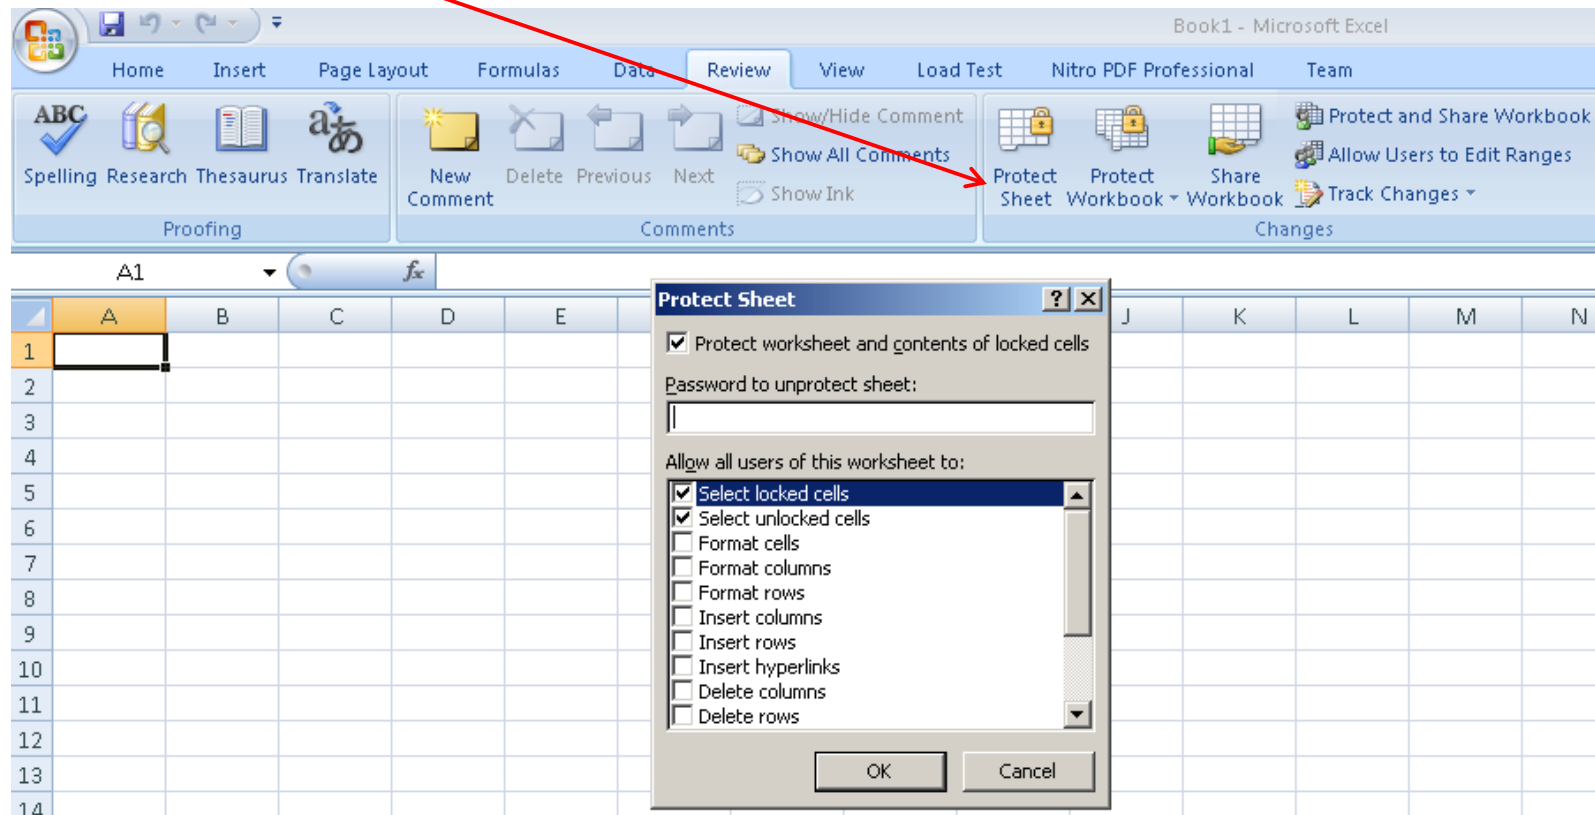 Book1 - Microsoft Excel
Home Insert Page Layout Formulas Data Review View Load Test Nitro PDF Professional Team
ABC
Spelling Research Thesaurus Translate
Proofing
New Comment Delete Previous Next
Show/Hide Comment
Show All Comments
Show Ink
Comments
Protect Sheet Protect Workbook Share Workbook
Protect and Share Workbook
Allow Users to Edit Ranges
Track Changes
Changes
A1 fx
A B C D E J K L M N
1
2
3
4
5
6
7
8
9
10
11
12
13
14
Protect Sheet ?
Protect worksheet and contents of locked cells
Password to unprotect sheet:
Allow all users of this worksheet to:
Select locked cells
Select unlocked cells
Format cells
Format columns
Format rows
Insert columns
Insert rows
Insert hyperlinks
Delete columns
Delete rows
OK Cancel